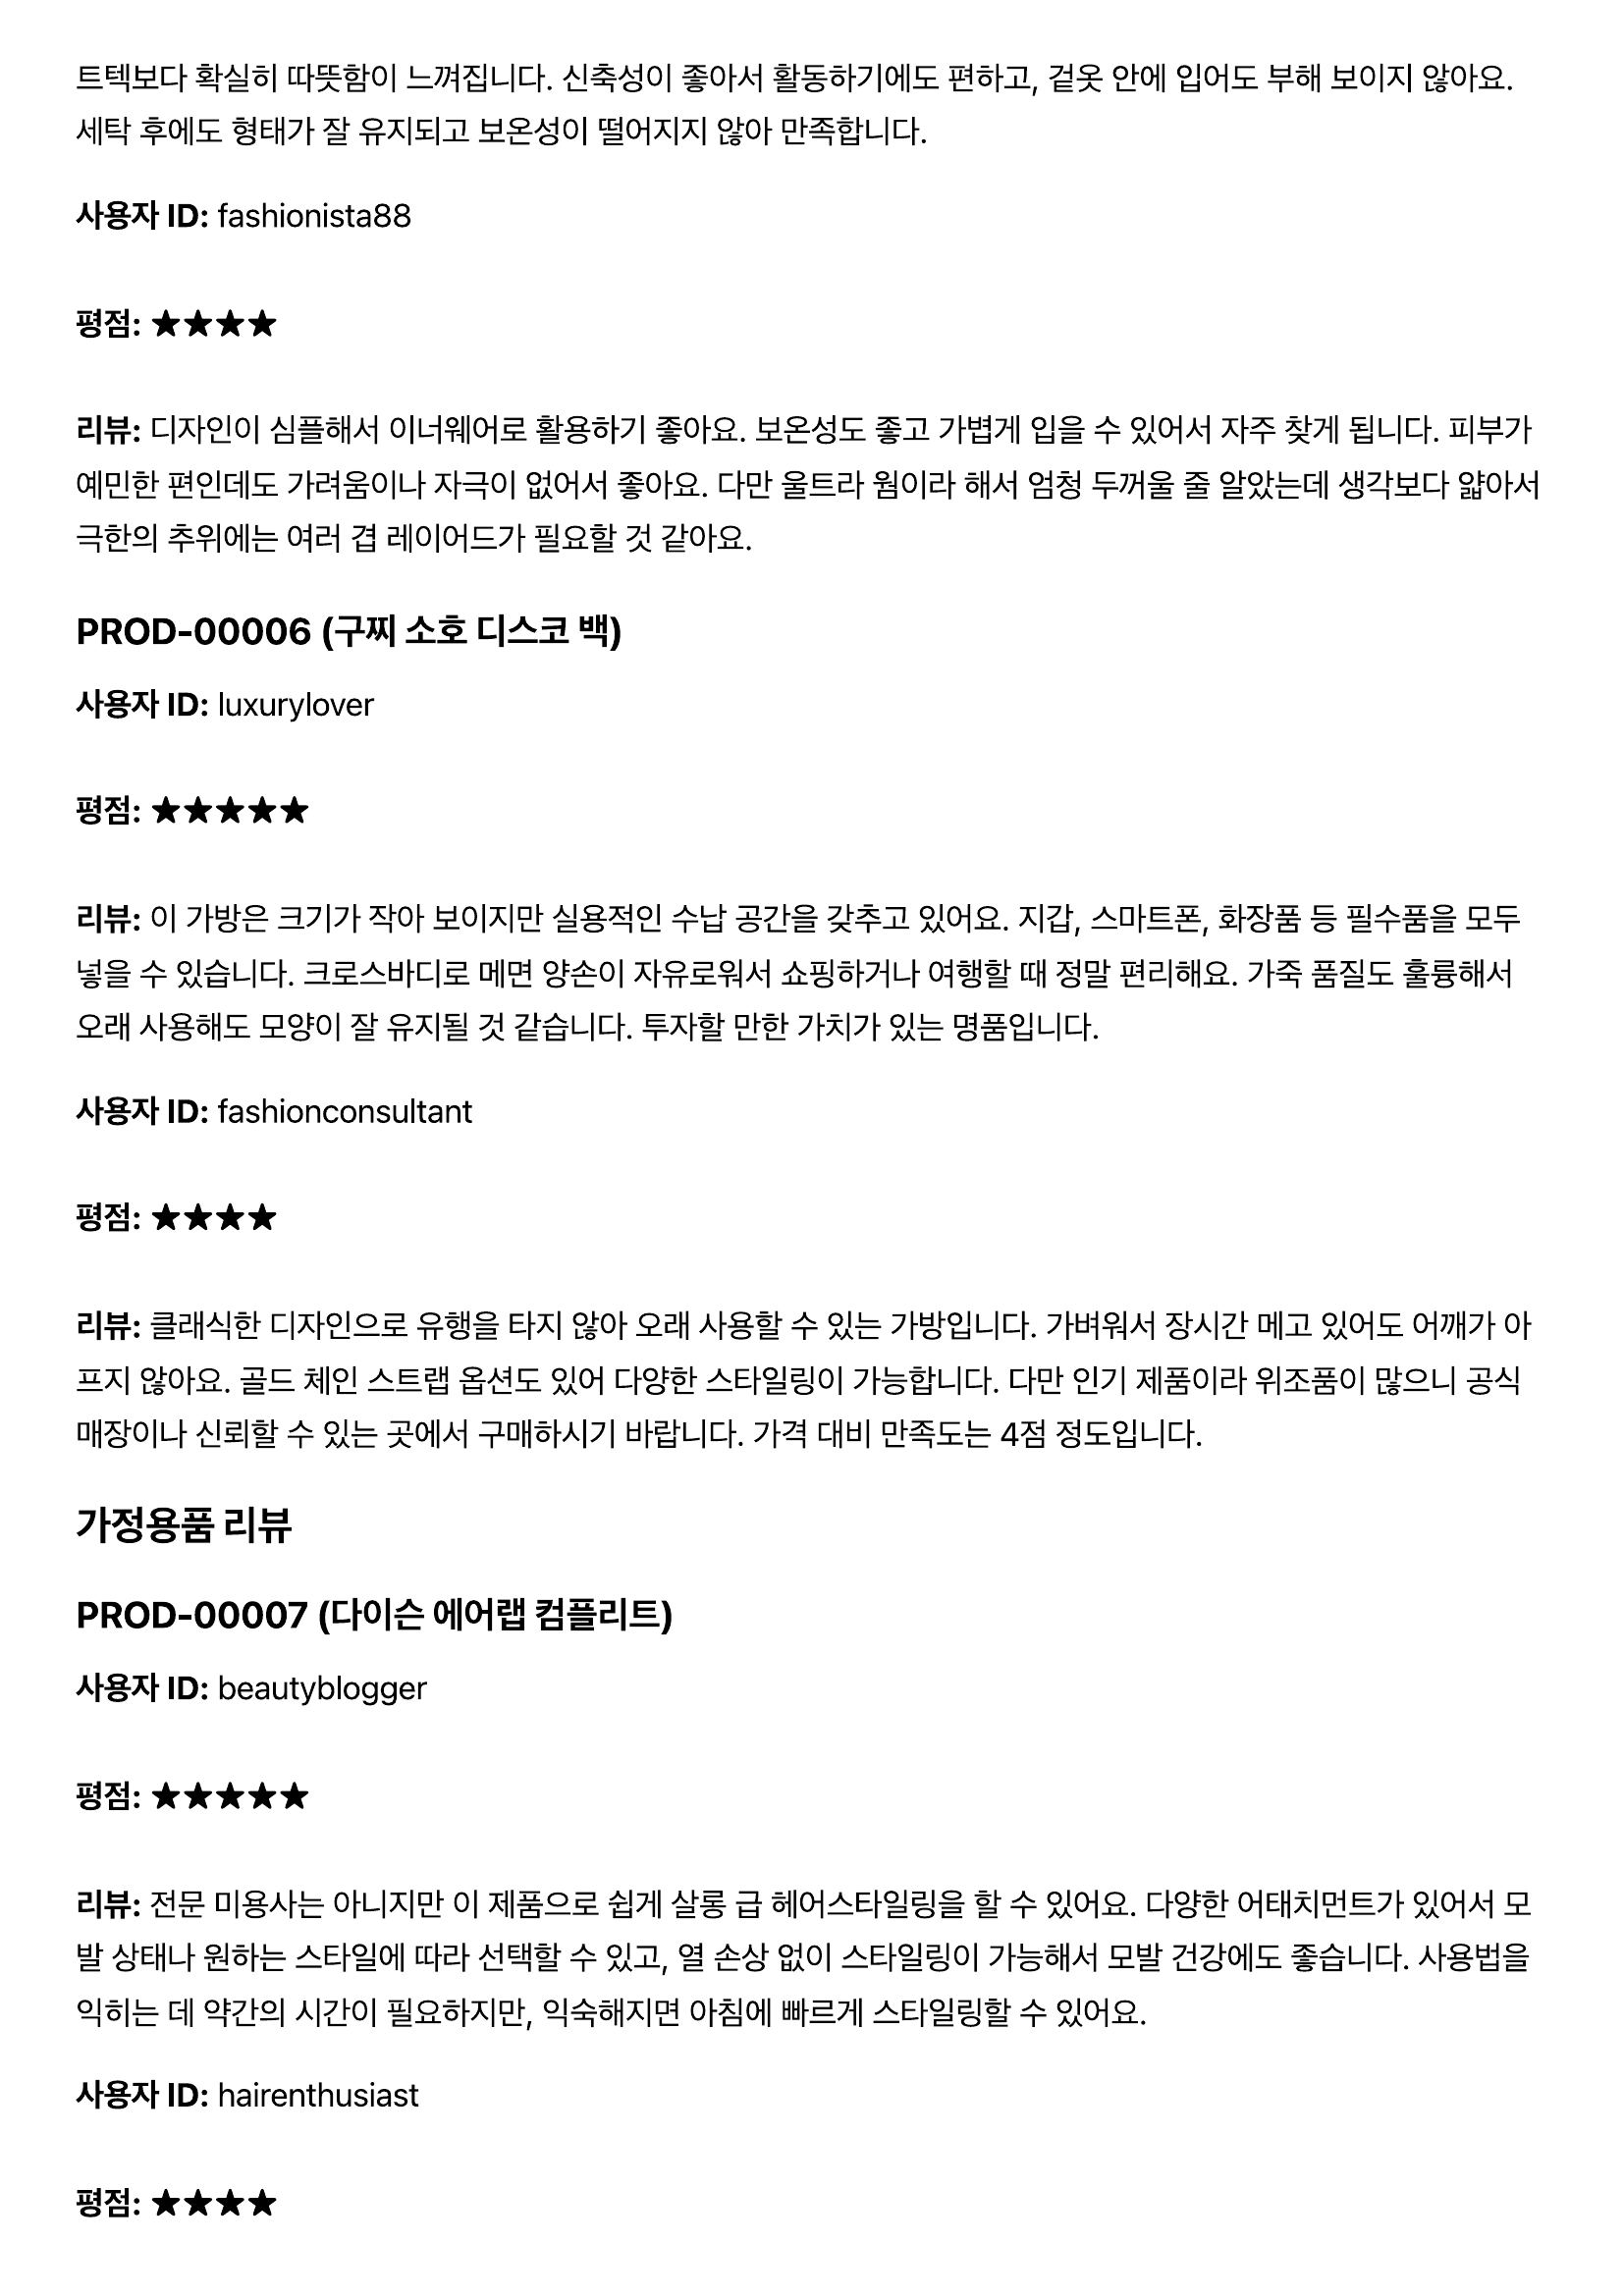 트텍보다 확실히 따뜻함이 느껴집니다. 신축성이 좋아서 활동하기에도 편하고, 겉옷 안에 입어도 부해 보이지 않아요.
세탁 후에도 형태가 잘 유지되고 보온성이 떨어지지 않아 만족합니다.
사용자 ID: fashionista88
평점: ★★★★
리뷰: 디자인이 심플해서 이너웨어로 활용하기 좋아요. 보온성도 좋고 가볍게 입을 수 있어서 자주 찾게 됩니다. 피부가
예민한 편인데도 가려움이나 자극이 없어서 좋아요. 다만 울트라 웜이라 해서 엄청 두꺼울 줄 알았는데 생각보다 얇아서
극한의 추위에는 여러 겹 레이어드가 필요할 것 같아요.
PROD-00006 (구찌 소호 디스코 백)
사용자 ID: luxurylover
평점: ★★★★★
리뷰: 이 가방은 크기가 작아 보이지만 실용적인 수납 공간을 갖추고 있어요. 지갑, 스마트폰, 화장품 등 필수품을 모두
넣을 수 있습니다. 크로스바디로 메면 양손이 자유로워서 쇼핑하거나 여행할 때 정말 편리해요. 가죽 품질도 훌륭해서
오래 사용해도 모양이 잘 유지될 것 같습니다. 투자할 만한 가치가 있는 명품입니다.
사용자 ID: fashionconsultant
평점: ★★★★
리뷰: 클래식한 디자인으로 유행을 타지 않아 오래 사용할 수 있는 가방입니다. 가벼워서 장시간 메고 있어도 어깨가 아
프지 않아요. 골드 체인 스트랩 옵션도 있어 다양한 스타일링이 가능합니다. 다만 인기 제품이라 위조품이 많으니 공식
매장이나 신뢰할 수 있는 곳에서 구매하시기 바랍니다. 가격 대비 만족도는 4점 정도입니다.
가정용품 리뷰
PROD-00007 (다이슨 에어랩 컴플리트)
사용자 ID: beautyblogger
평점: ★★★★★
리뷰: 전문 미용사는 아니지만 이 제품으로 쉽게 살롱 급 헤어스타일링을 할 수 있어요. 다양한 어태치먼트가 있어서 모
발 상태나 원하는 스타일에 따라 선택할 수 있고, 열 손상 없이 스타일링이 가능해서 모발 건강에도 좋습니다. 사용법을
익히는 데 약간의 시간이 필요하지만, 익숙해지면 아침에 빠르게 스타일링할 수 있어요.
사용자 ID: hairenthusiast
평점: ★★★★